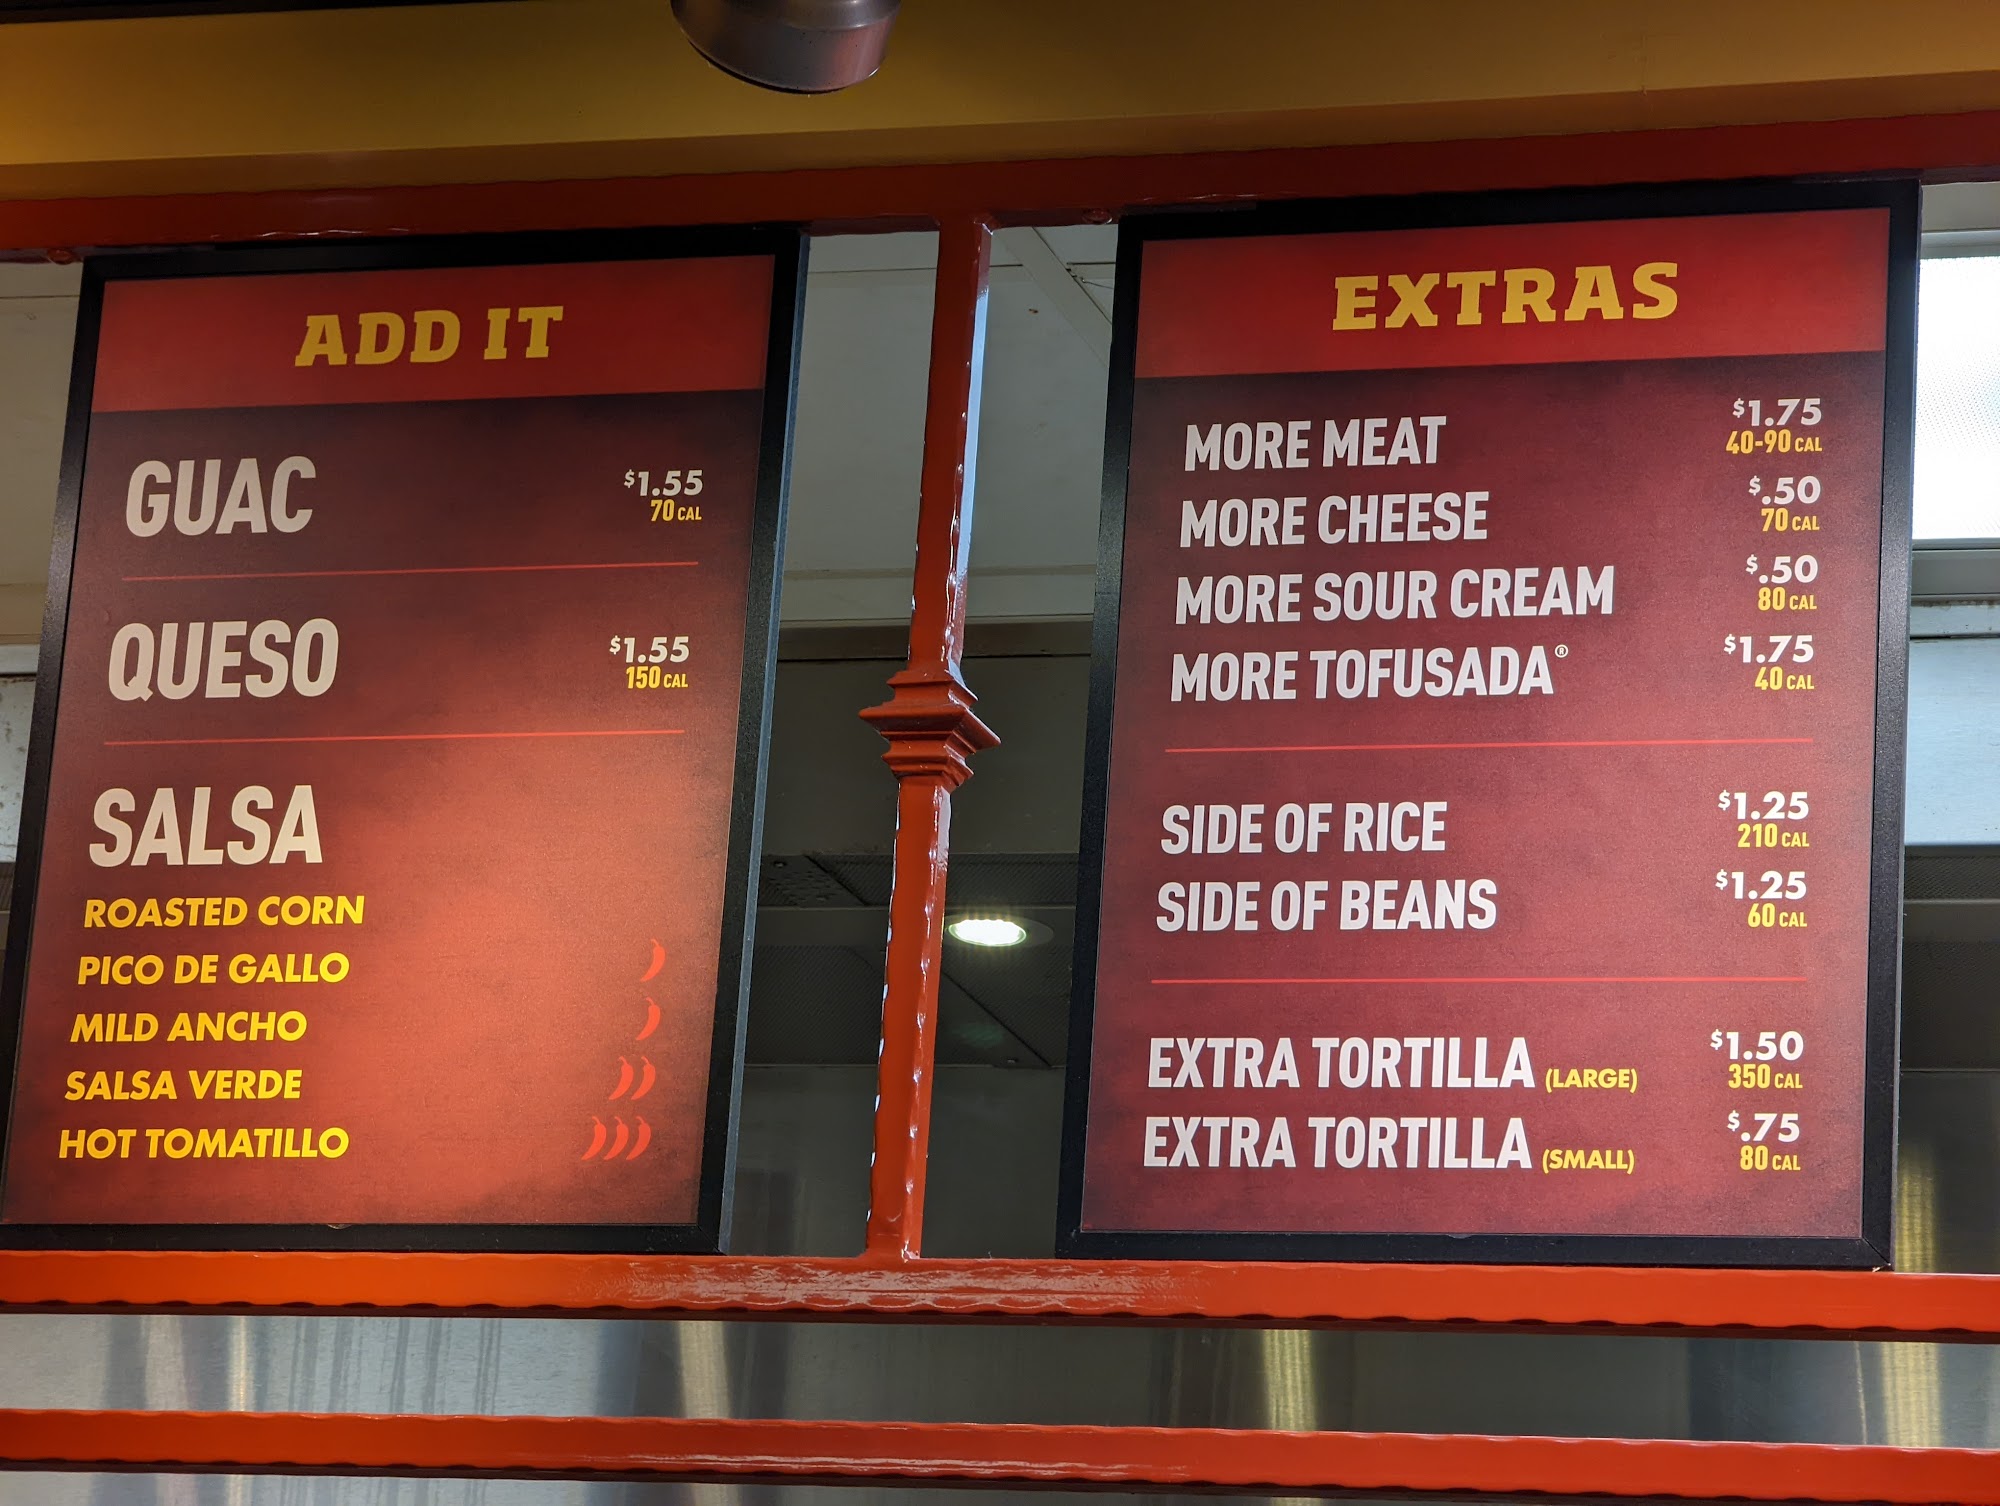 ADD IT
GUAC $1.55
70 CAL
QUESO $1.55
150 CAL
SALSA
ROASTED CORN
PICO DE GALLO
MILD ANCHO
SALSA VERDE
HOT TOMATILLO
EXTRAS
MORE MEAT $1.75
40-90 CAL
MORE CHEESE $.50
70 CAL
MORE SOUR CREAM $.50
80 CAL
MORE TOFUSADA® $1.75
40 CAL
SIDE OF RICE $1.25
210 CAL
SIDE OF BEANS $1.25
60 CAL
EXTRA TORTILLA (LARGE) $1.50
350 CAL
EXTRA TORTILLA (SMALL) $.75
80 CAL